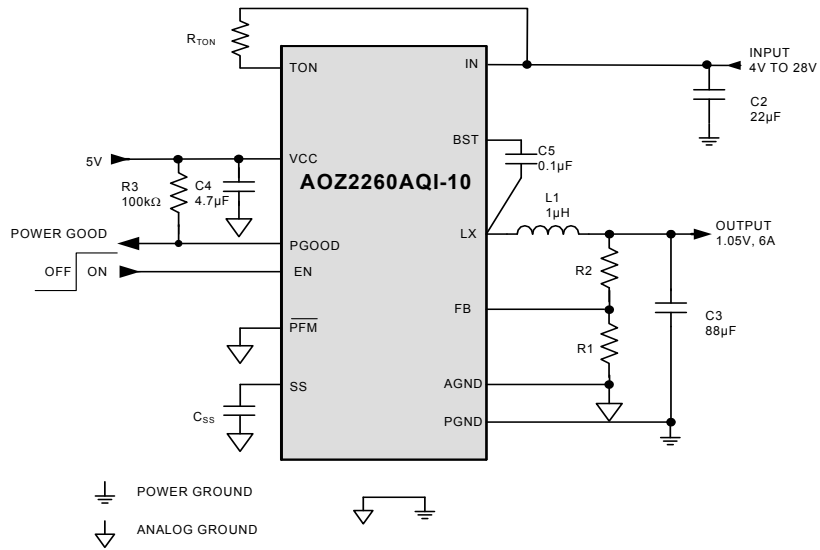 R_TON
TON
IN
INPUT
4V TO 28V
C2
22µF
BST
C5
0.1µF
5V
VCC
AOZ2260AQI-10
R3
100kΩ
C4
4.7µF
L1
1µH
LX
OUTPUT
1.05V, 6A
POWER GOOD
PGOOD
OFF
ON
EN
R2
FB
C3
88µF
PFM
R1
SS
AGND
C_SS
PGND
POWER GROUND
ANALOG GROUND